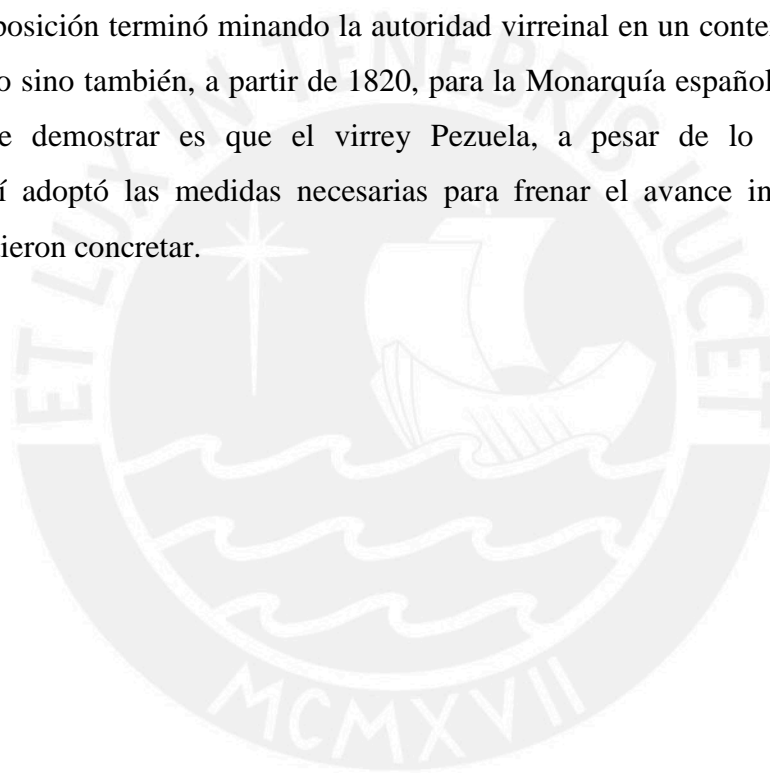 posición terminó minando la autoridad virreinal en un conte
o sino también, a partir de 1820, para la Monarquía español
e demostrar es que el virrey Pezuela, a pesar de lo
í adoptó las medidas necesarias para frenar el avance in
ieron concretar.
ET LUX IN TENEBRIS LUCET
MCMXVII